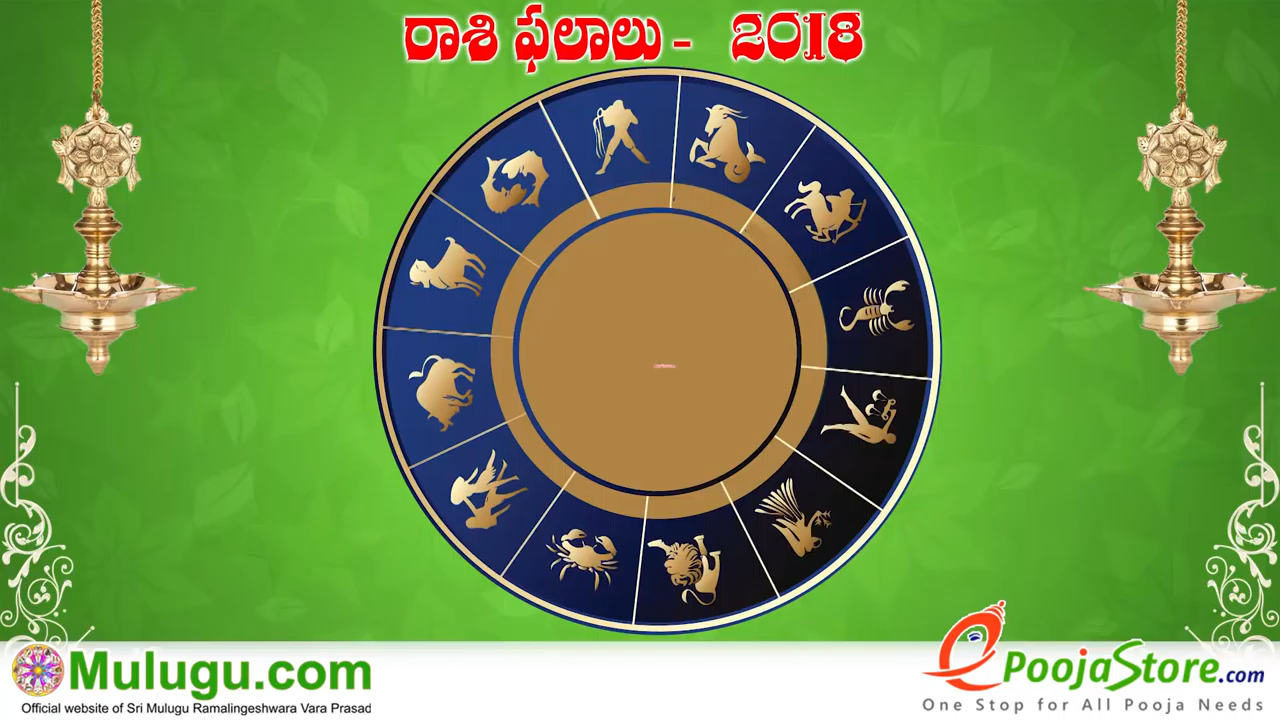 రాశి ఫలాలు - 2018
Mulugu.com
Official website of Sri Mulugu Ramalingeshwara Vara Prasad
ePoojaStore.com
One Stop for All Pooja Needs